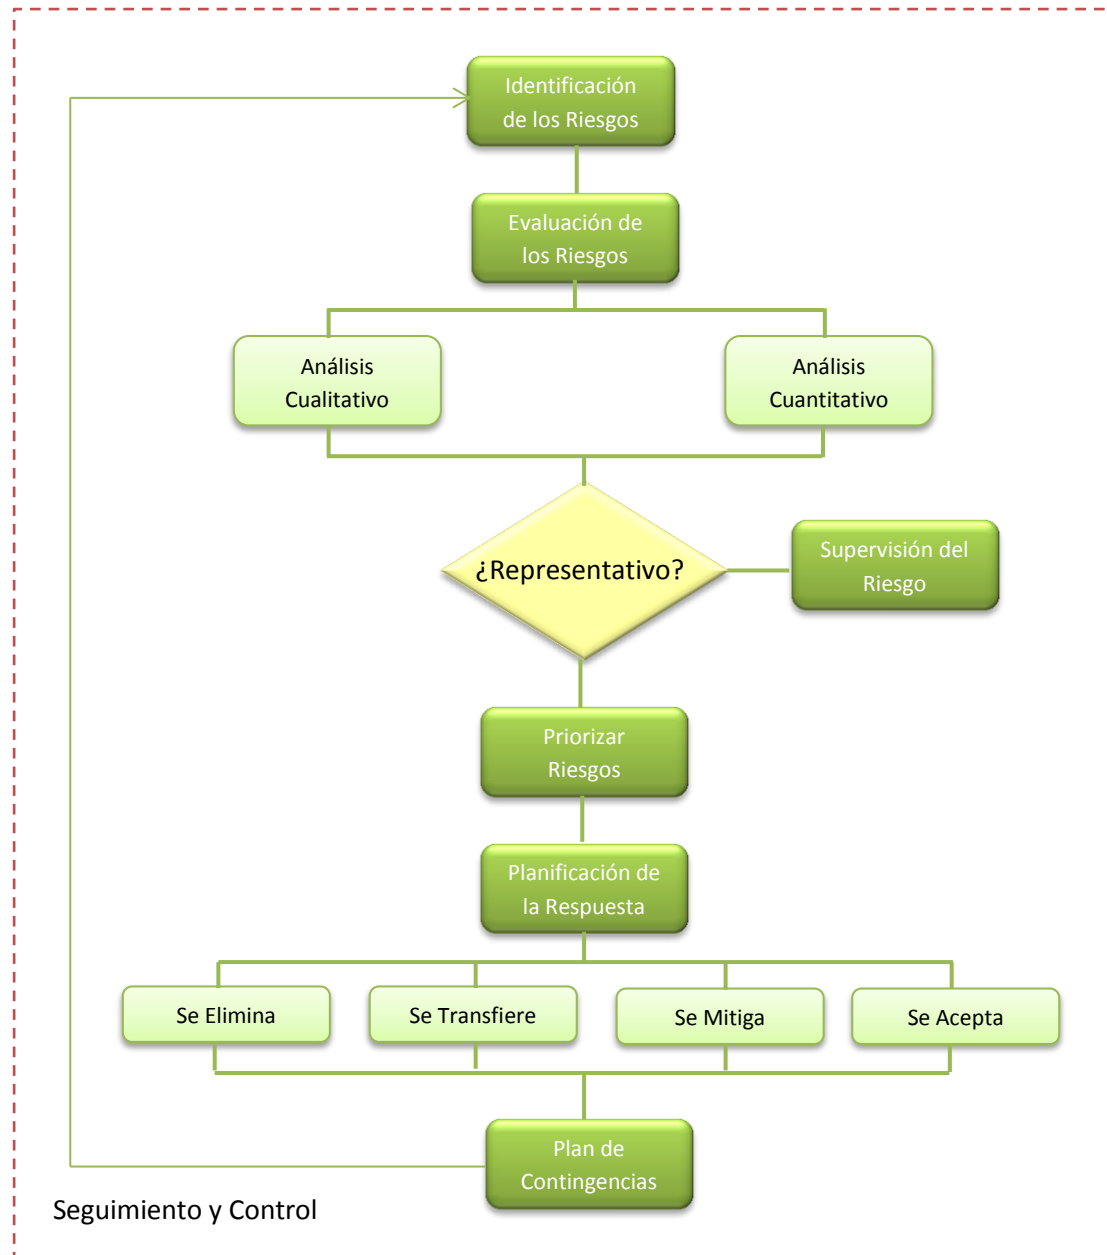 Identificación
de los Riesgos
Evaluación de
los Riesgos
Análisis
Cualitativo
Análisis
Cuantitativo
¿Representativo?
Supervisión del
Riesgo
Priorizar
Riesgos
Planificación de
la Respuesta
Se Elimina
Se Transfiere
Se Mitiga
Se Acepta
Plan de
Contingencias
Seguimiento y Control